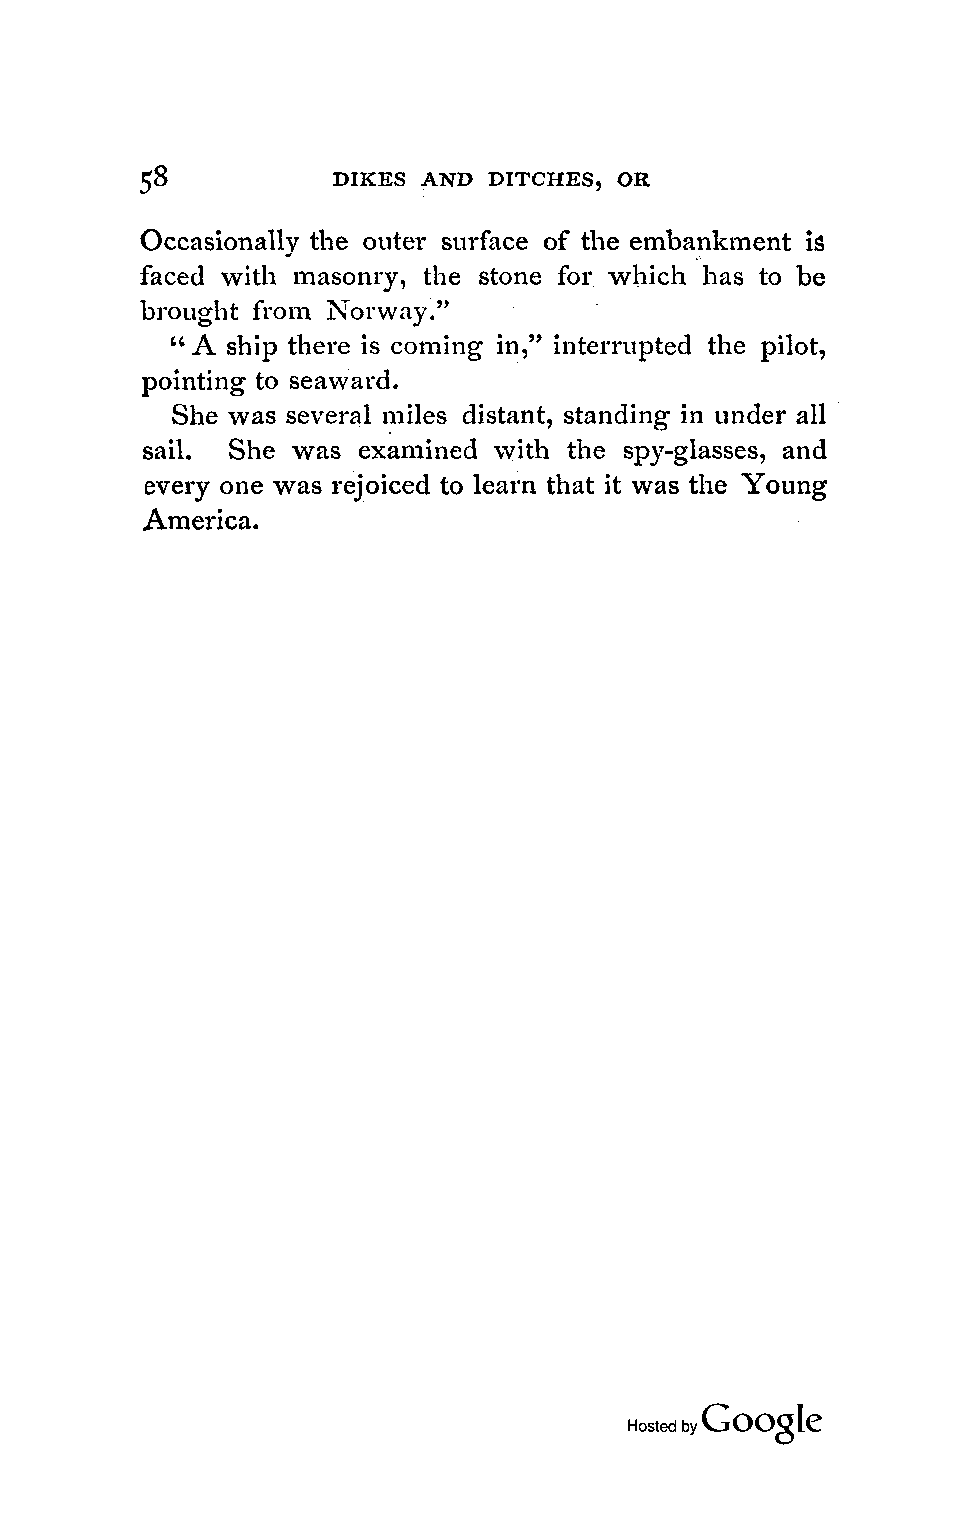 58 DIKES AND DITCHES, OR
Occasionally the outer surface of the embankment is
faced with masonry, the stone for which has to be
brought from Norway."
"A ship there is coming in," interrupted the pilot,
pointing to seaward.
She was several miles distant, standing in under all
sail. She was examined with the spy-glasses, and
every one was rejoiced to learn that it was the Young
America.
Hosted by Google